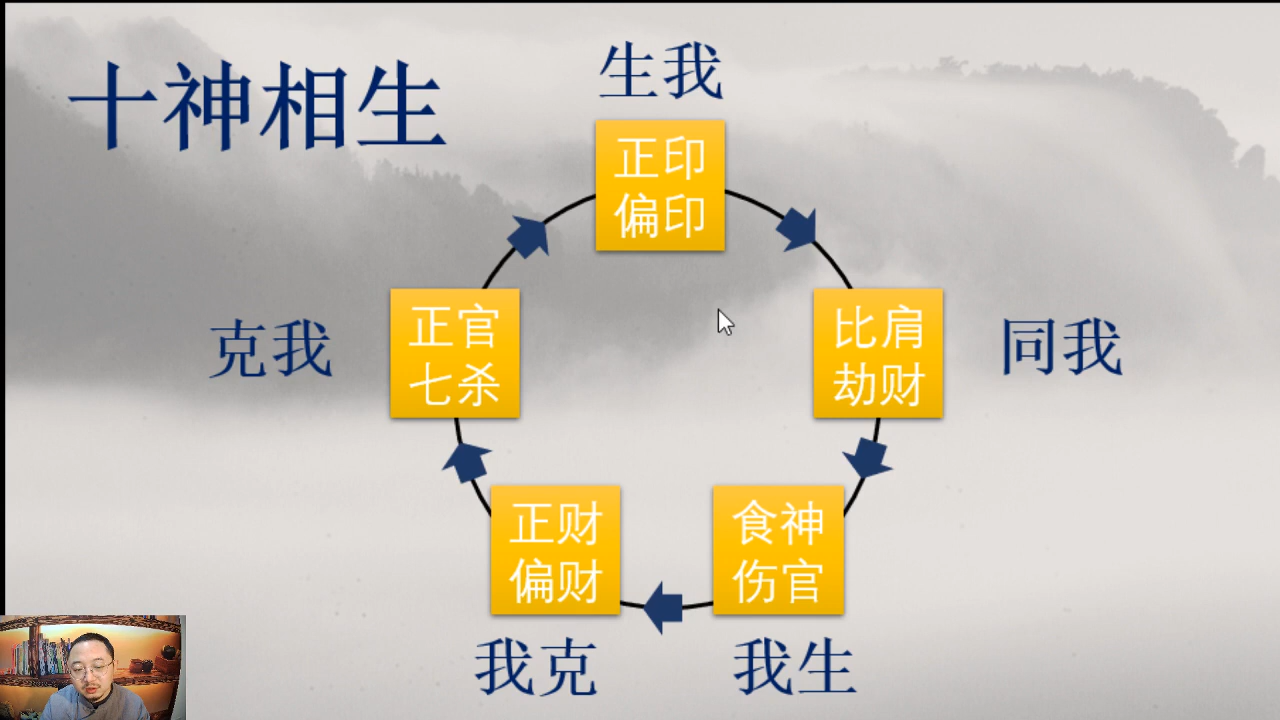 十神相生
生我
正印
偏印
克我
正官
七杀
比肩
劫财
同我
正财
偏财
食神
伤官
我克
我生